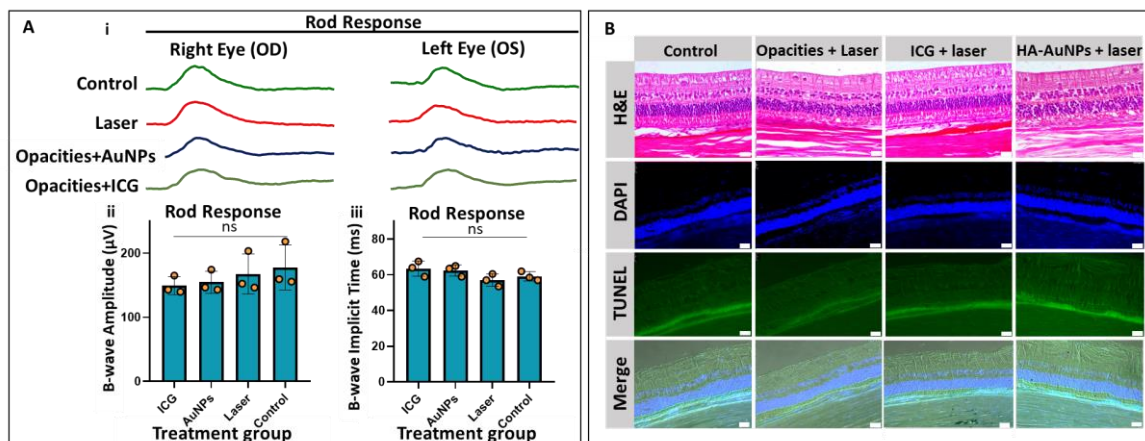 A
i
Rod Response
Right Eye (OD)
Left Eye (OS)
Control
Laser
Opacities+AuNPs
Opacities+ICG
ii
Rod Response
ns
B-wave Amplitude (µV)
200
100
0
ICG
AuNPs
Laser
Control
Treatment group
iii
Rod Response
ns
B-wave Implicit Time (ms)
80
60
40
20
0
ICG
AuNPs
Laser
Control
Treatment group
B
Control
Opacities + Laser
ICG + laser
HA-AuNPs + laser
H&E
DAPI
TUNEL
Merge